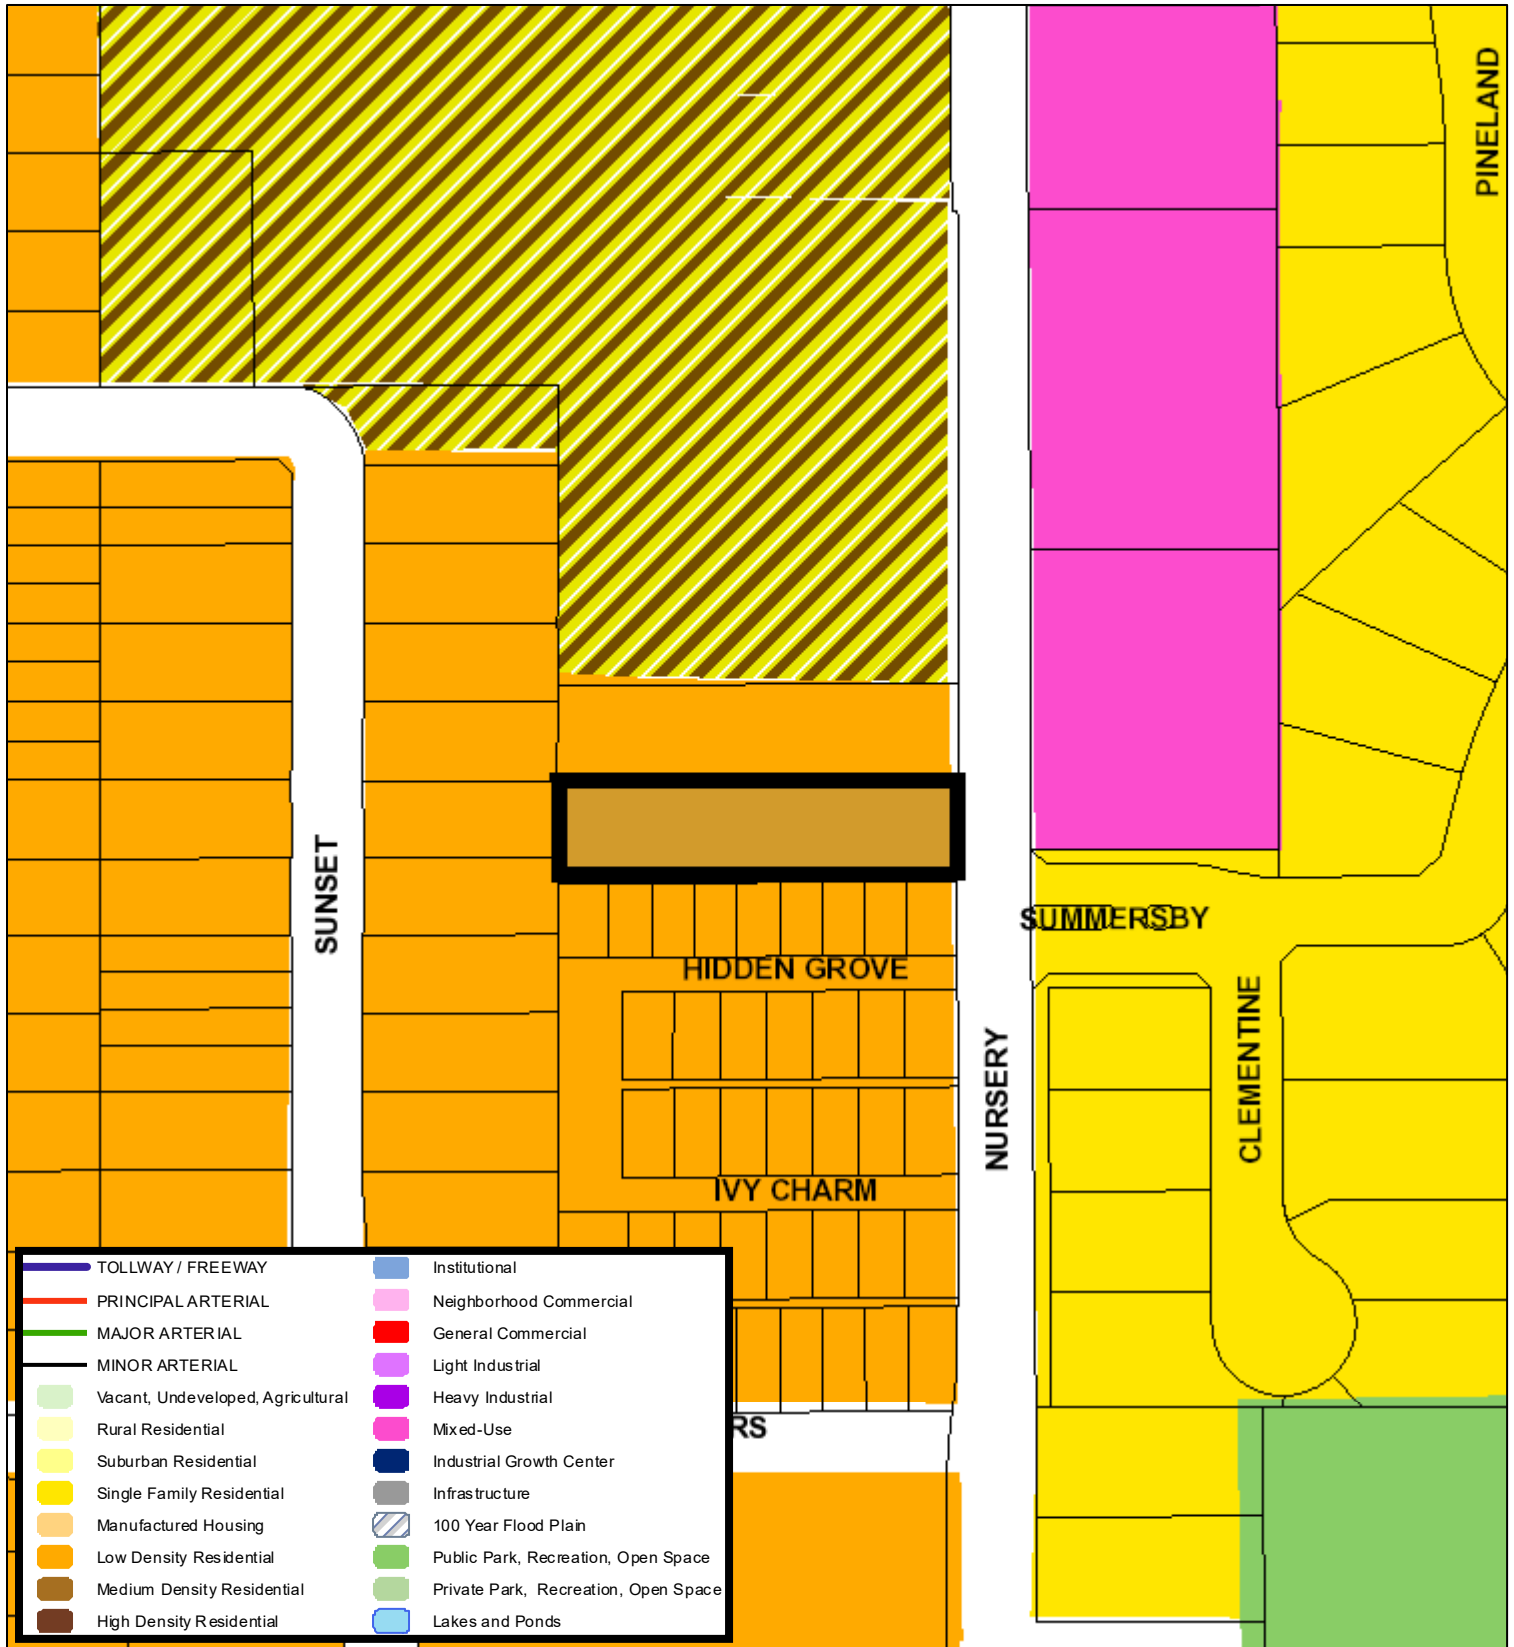 PINELAND
SUNSET
SUMMERSBY
HIDDEN GROVE
CLEMENTINE
NURSERY
IVY CHARM
RS
TOLLWAY / FREEWAY
PRINCIPAL ARTERIAL
MAJOR ARTERIAL
MINOR ARTERIAL
Vacant, Undeveloped, Agricultural
Rural Residential
Suburban Residential
Single Family Residential
Manufactured Housing
Low Density Residential
Medium Density Residential
High Density Residential
Institutional
Neighborhood Commercial
General Commercial
Light Industrial
Heavy Industrial
Mixed-Use
Industrial Growth Center
Infrastructure
100 Year Flood Plain
Public Park, Recreation, Open Space
Private Park, Recreation, Open Space
Lakes and Ponds